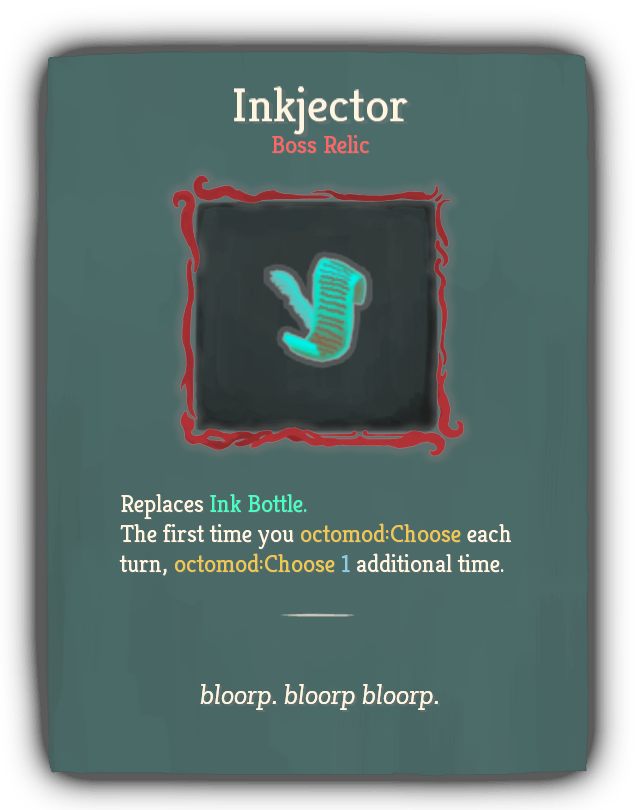 Inkjector
Boss Relic
Replaces Ink Bottle.
The first time you octomod:Choose each
turn, octomod:Choose 1 additional time.
bloorp. bloorp bloorp.